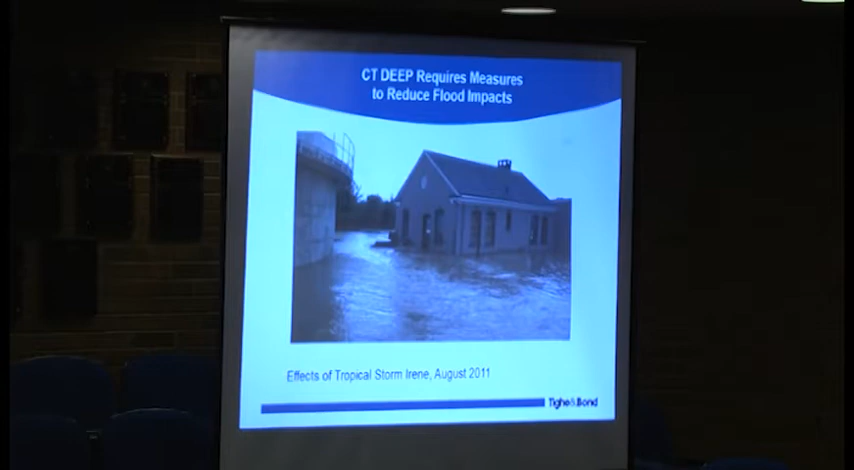 CT DEEP Requires Measures
to Reduce Flood Impacts
Effects of Tropical Storm Irene, August 2011
Tighe&Bond